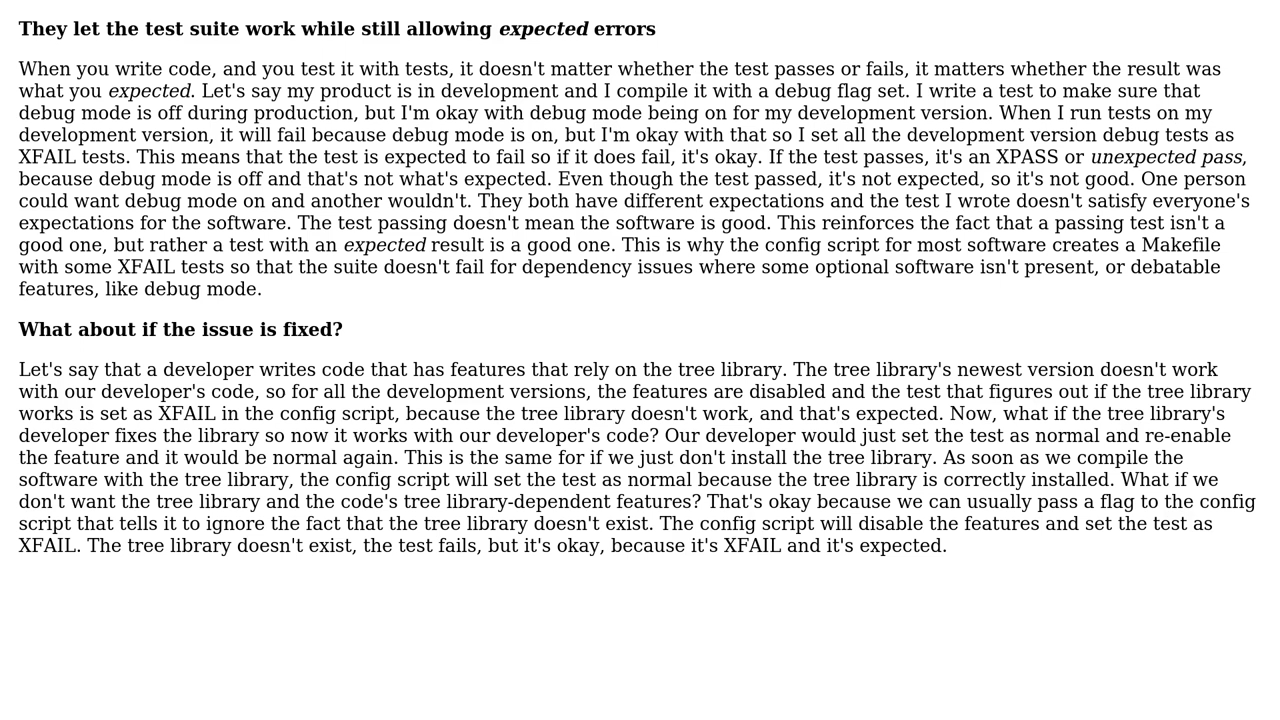 They let the test suite work while still allowing expected errors
When you write code, and you test it with tests, it doesn't matter whether the test passes or fails, it matters whether the result was
what you expected. Let's say my product is in development and I compile it with a debug flag set. I write a test to make sure that
debug mode is off during production, but I'm okay with debug mode being on for my development version. When I run tests on my
development version, it will fail because debug mode is on, but I'm okay with that so I set all the development version debug tests as
XFAIL tests. This means that the test is expected to fail so if it does fail, it's okay. If the test passes, it's an XPASS or unexpected pass,
because debug mode is off and that's not what's expected. Even though the test passed, it's not expected, so it's not good. One person
could want debug mode on and another wouldn't. They both have different expectations and the test I wrote doesn't satisfy everyone's
expectations for the software. The test passing doesn't mean the software is good. This reinforces the fact that a passing test isn't a
good one, but rather a test with an expected result is a good one. This is why the config script for most software creates a Makefile
with some XFAIL tests so that the suite doesn't fail for dependency issues where some optional software isn't present, or debatable
features, like debug mode.
What about if the issue is fixed?
Let's say that a developer writes code that has features that rely on the tree library. The tree library's newest version doesn't work
with our developer's code, so for all the development versions, the features are disabled and the test that figures out if the tree library
works is set as XFAIL in the config script, because the tree library doesn't work, and that's expected. Now, what if the tree library's
developer fixes the library so now it works with our developer's code? Our developer would just set the test as normal and re-enable
the feature and it would be normal again. This is the same for if we just don't install the tree library. As soon as we compile the
software with the tree library, the config script will set the test as normal because the tree library is correctly installed. What if we
don't want the tree library and the code's tree library-dependent features? That's okay because we can usually pass a flag to the config
script that tells it to ignore the fact that the tree library doesn't exist. The config script will disable the features and set the test as
XFAIL. The tree library doesn't exist, the test fails, but it's okay, because it's XFAIL and it's expected.